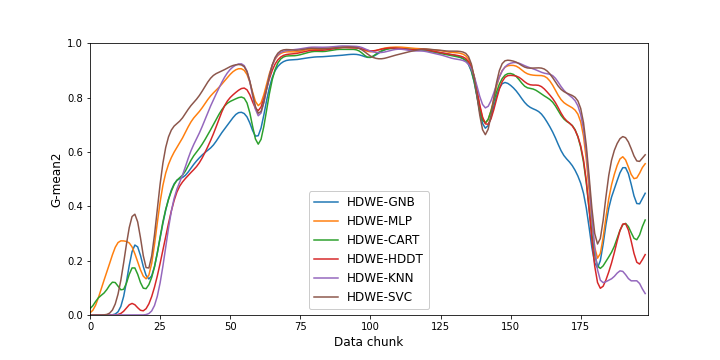 1.0
0.8
0.6
0.4
0.2
0.0
G-mean2
HDWE-GNB
HDWE-MLP
HDWE-CART
HDWE-HDDT
HDWE-KNN
HDWE-SVC
0 25 50 75 100 125 150 175
Data chunk